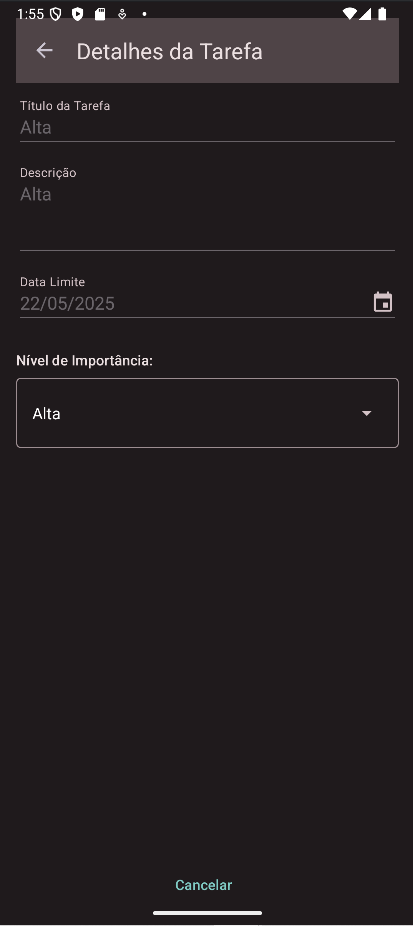 1:55
Detalhes da Tarefa
Título da Tarefa
Alta
Descrição
Alta
Data Limite
22/05/2025
Nível de Importância:
Alta
Cancelar